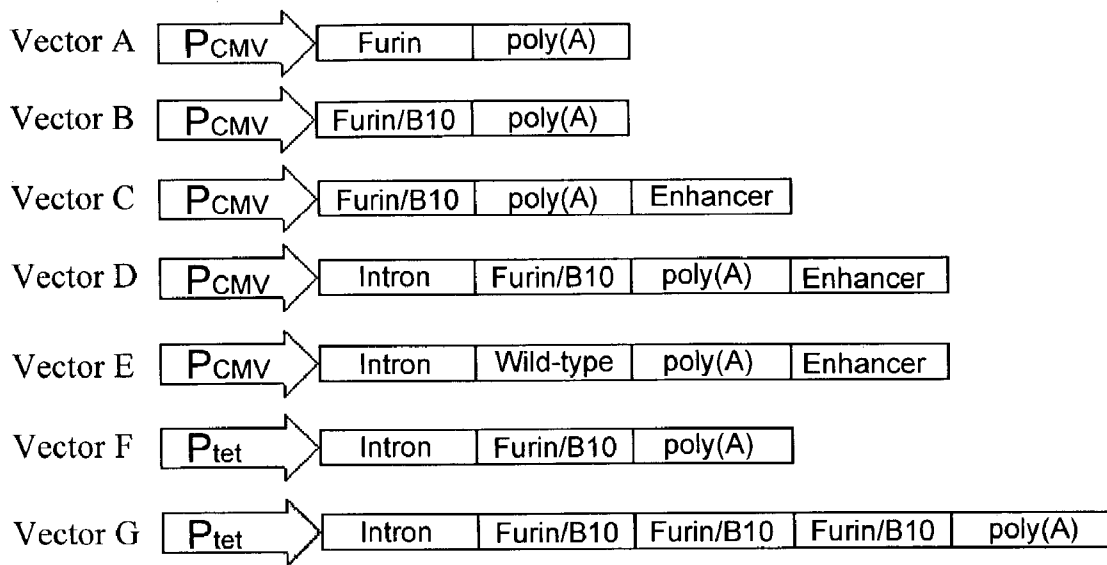 Vector A PCMV Furin poly(A)
Vector B PCMV Furin/B10 poly(A)
Vector C PCMV Furin/B10 poly(A) Enhancer
Vector D PCMV Intron Furin/B10 poly(A) Enhancer
Vector E PCMV Intron Wild-type poly(A) Enhancer
Vector F Ptet Intron Furin/B10 poly(A)
Vector G Ptet Intron Furin/B10 Furin/B10 Furin/B10 poly(A)